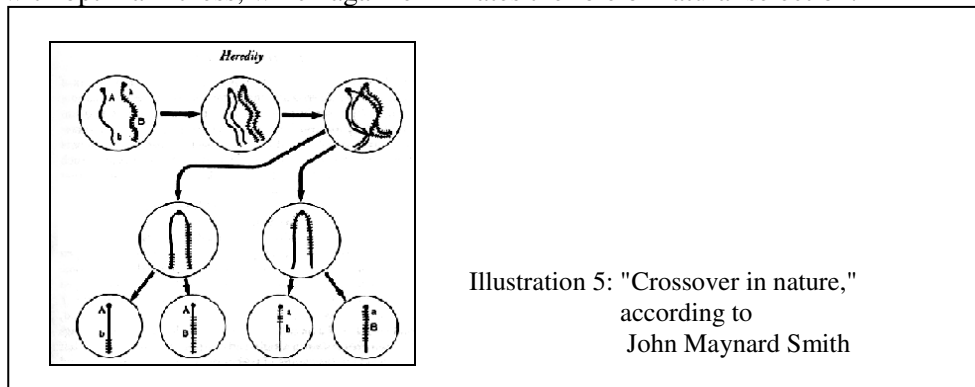 Heredity
A a
b B
A A a a
b B b B
Illustration 5: "Crossover in nature,"
according to
John Maynard Smith